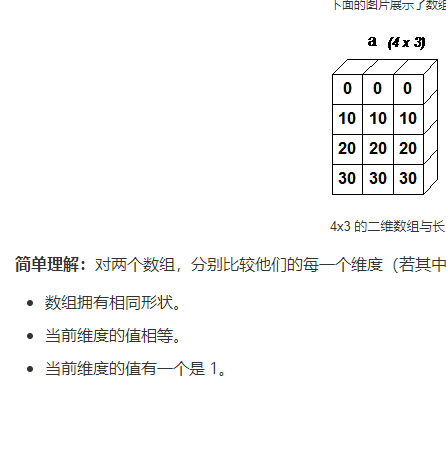 下面的图片展示了数组
a (4 x 3)
0 0 0
10 10 10
20 20 20
30 30 30
4x3 的二维数组与长
简单理解：对两个数组，分别比较他们的每一个维度（若其中
数组拥有相同形状。
当前维度的值相等。
当前维度的值有一个是 1。